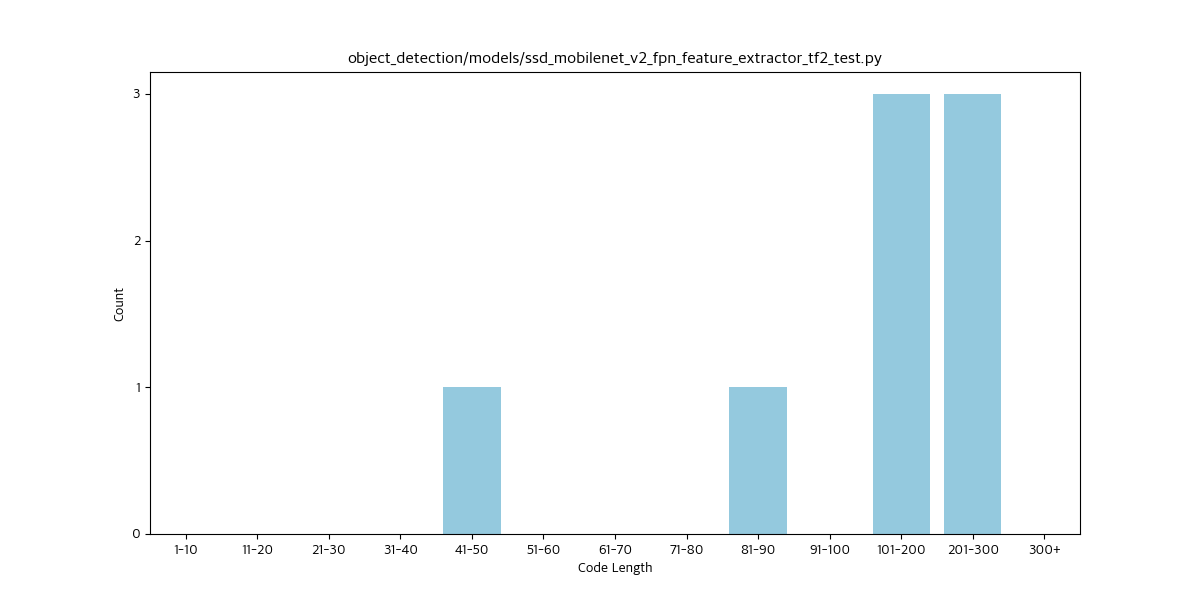 object_detection/models/ssd_mobilenet_v2_fpn_feature_extractor_tf2_test.py
3
2
1
0
Count
1-10 11-20 21-30 31-40 41-50 51-60 61-70 71-80 81-90 91-100 101-200 201-300 300+
Code Length